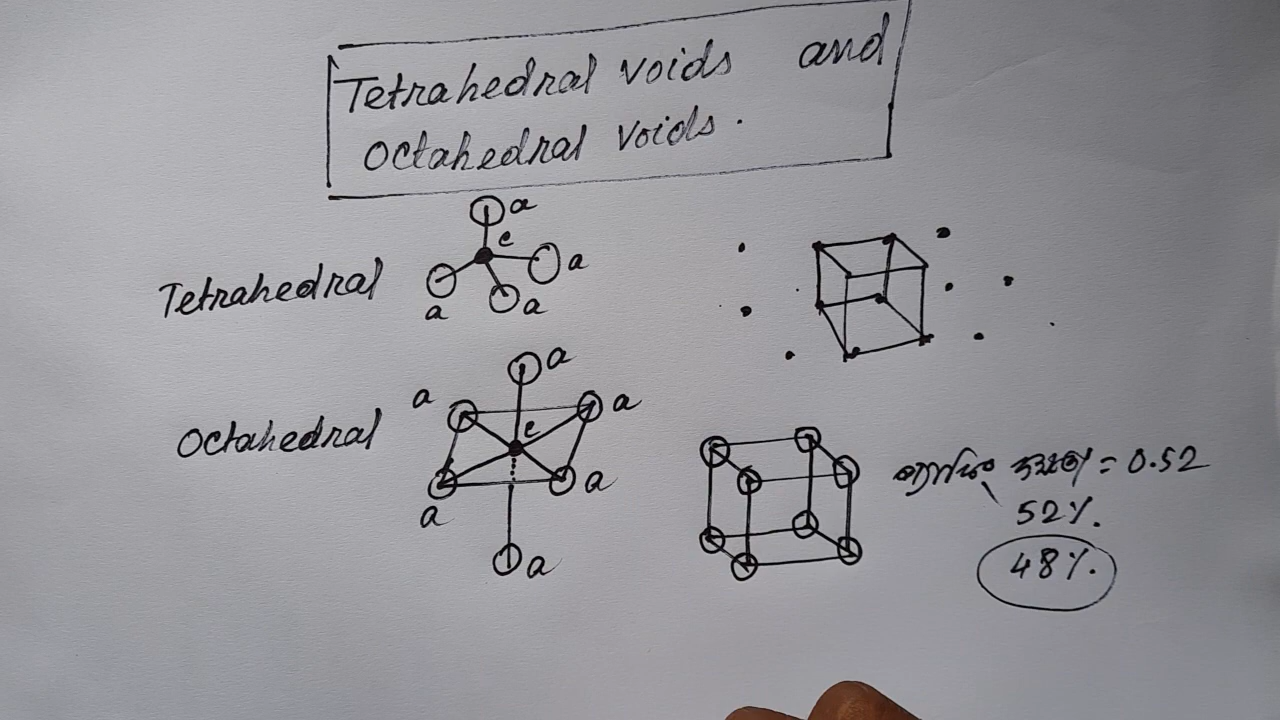 Tetrahedral voids and
Octahedral voids.
a
e
Tetrahedral
a
a
a
a
a
a
Octahedral
e
a
a
a
= 0.52
52%.
48%.